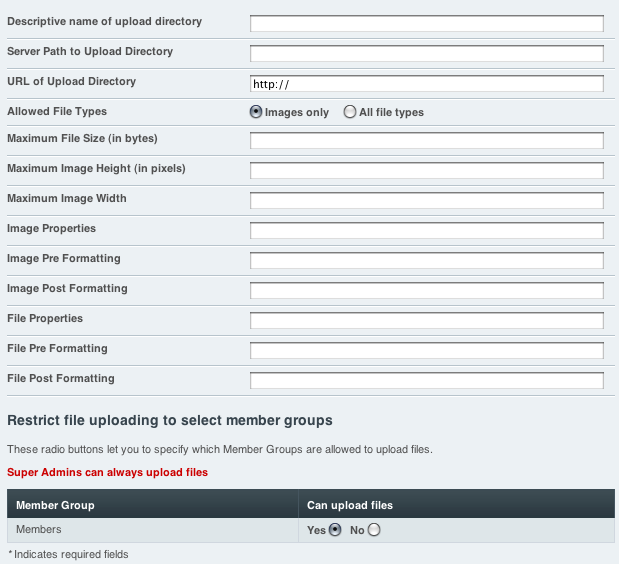 Descriptive name of upload directory
Server Path to Upload Directory
URL of Upload Directory http://
Allowed File Types Images only All file types
Maximum File Size (in bytes)
Maximum Image Height (in pixels)
Maximum Image Width
Image Properties
Image Pre Formatting
Image Post Formatting
File Properties
File Pre Formatting
File Post Formatting
Restrict file uploading to select member groups
These radio buttons let you to specify which Member Groups are allowed to upload files.
Super Admins can always upload files
Member Group Can upload files
Members Yes No
* Indicates required fields